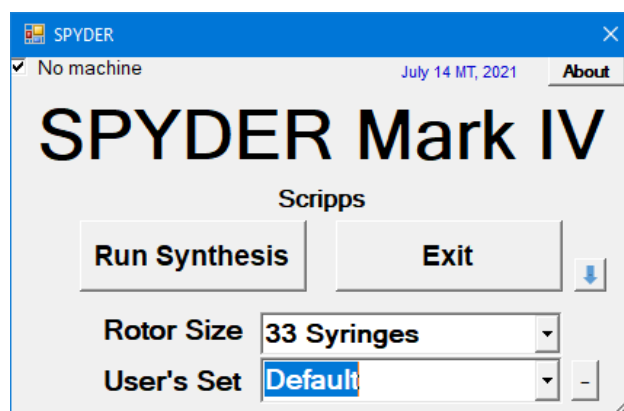 SPYDER
No machine
July 14 MT, 2021
About
SPYDER Mark IV
Scripps
Run Synthesis
Exit
Rotor Size
33 Syringes
User's Set
Default
-